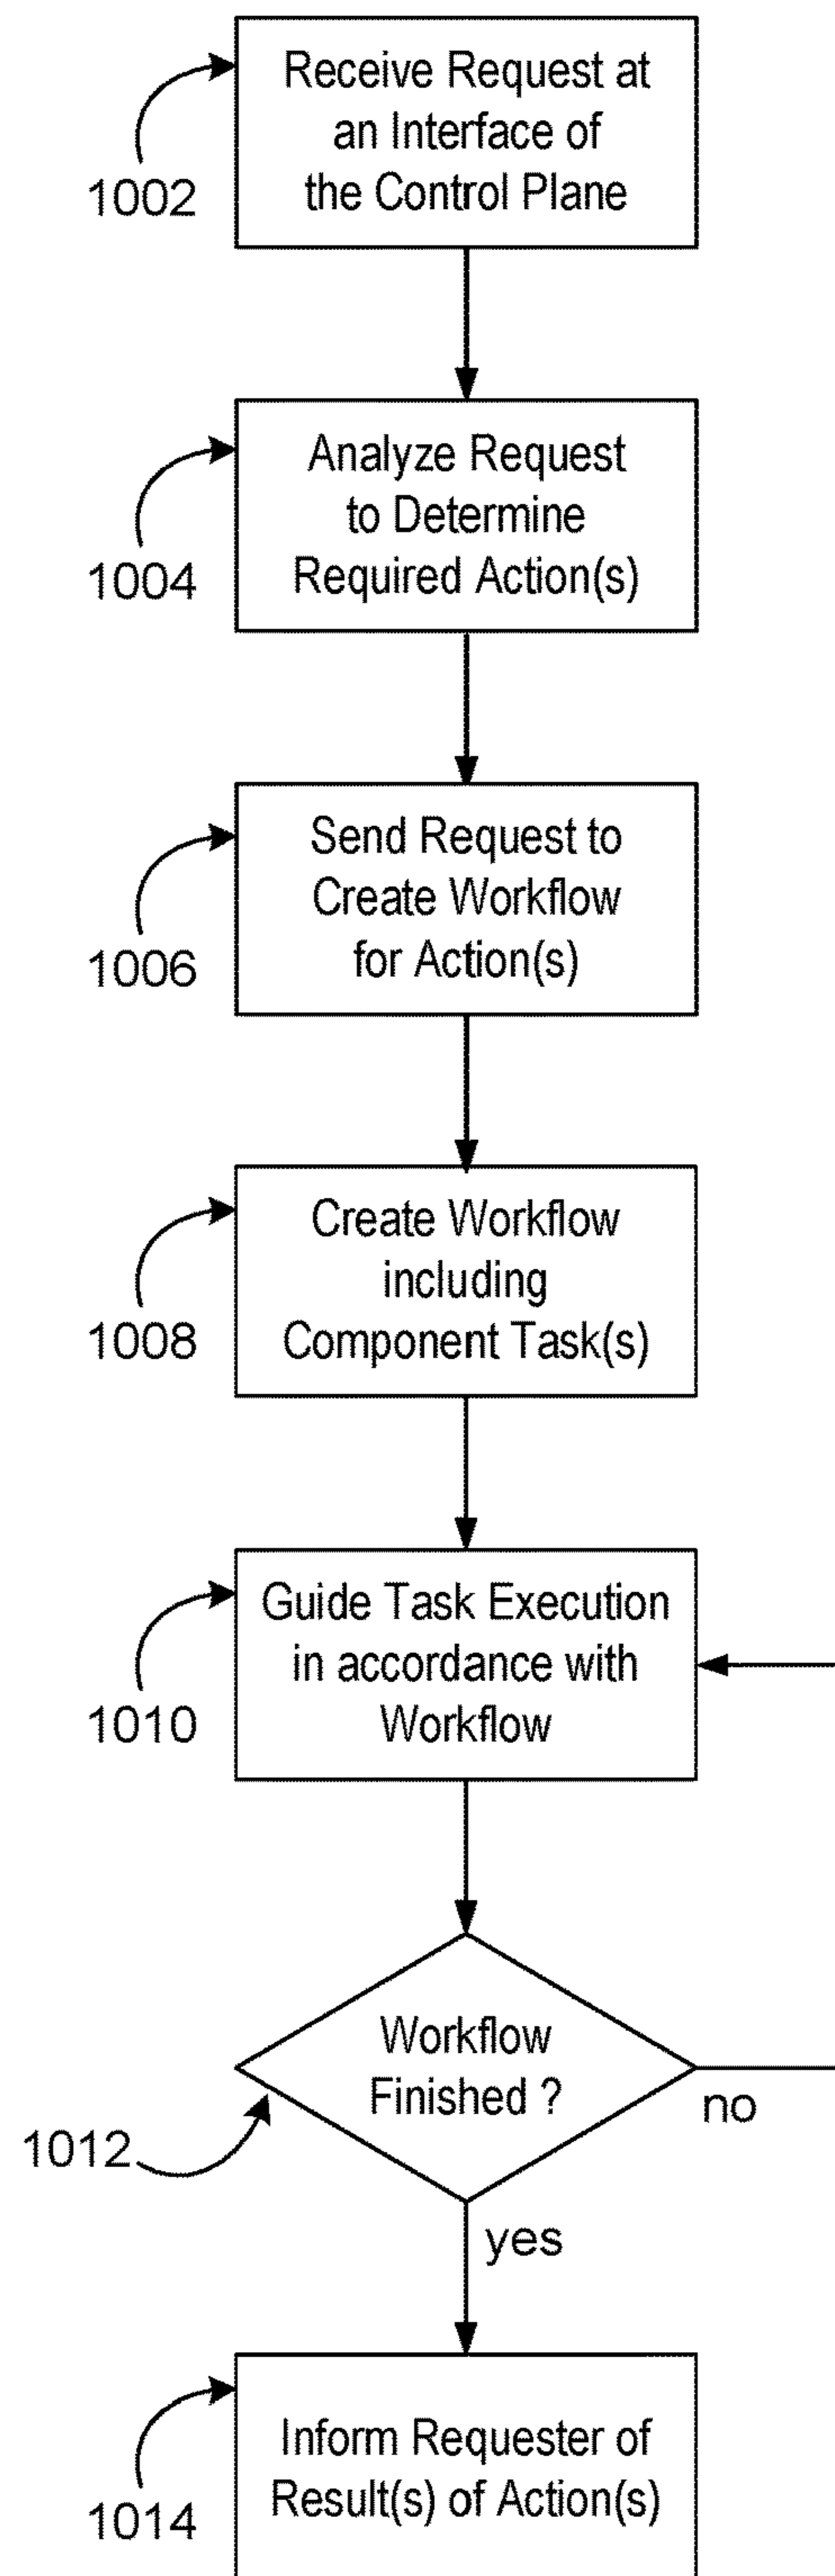 Receive Request at
an Interface of
the Control Plane
1002
Analyze Request
to Determine
Required Action(s)
1004
Send Request to
Create Workflow
for Action(s)
1006
Create Workflow
including
Component Task(s)
1008
Guide Task Execution
in accordance with
Workflow
1010
Workflow
Finished ?
no
1012
yes
Inform Requester of
Result(s) of Action(s)
1014